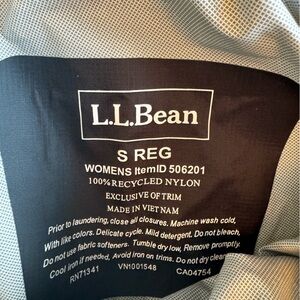 L.L.Bean
S REG
WOMENS ItemID 506201
100% RECYCLED NYLON
EXCLUSIVE OF TRIM
MADE IN VIET NAM
Prior to laundering, close all closures. Machine wash cold,
With like colors. Delicate cycle. Mild detergent. Do not bleach,
Do not use fabric softeners. Tumble dry low, Remove promptly.
Cool iron if needed, Avoid iron on trims. Do not dry clean
RN71341 VN1001548 CA04754